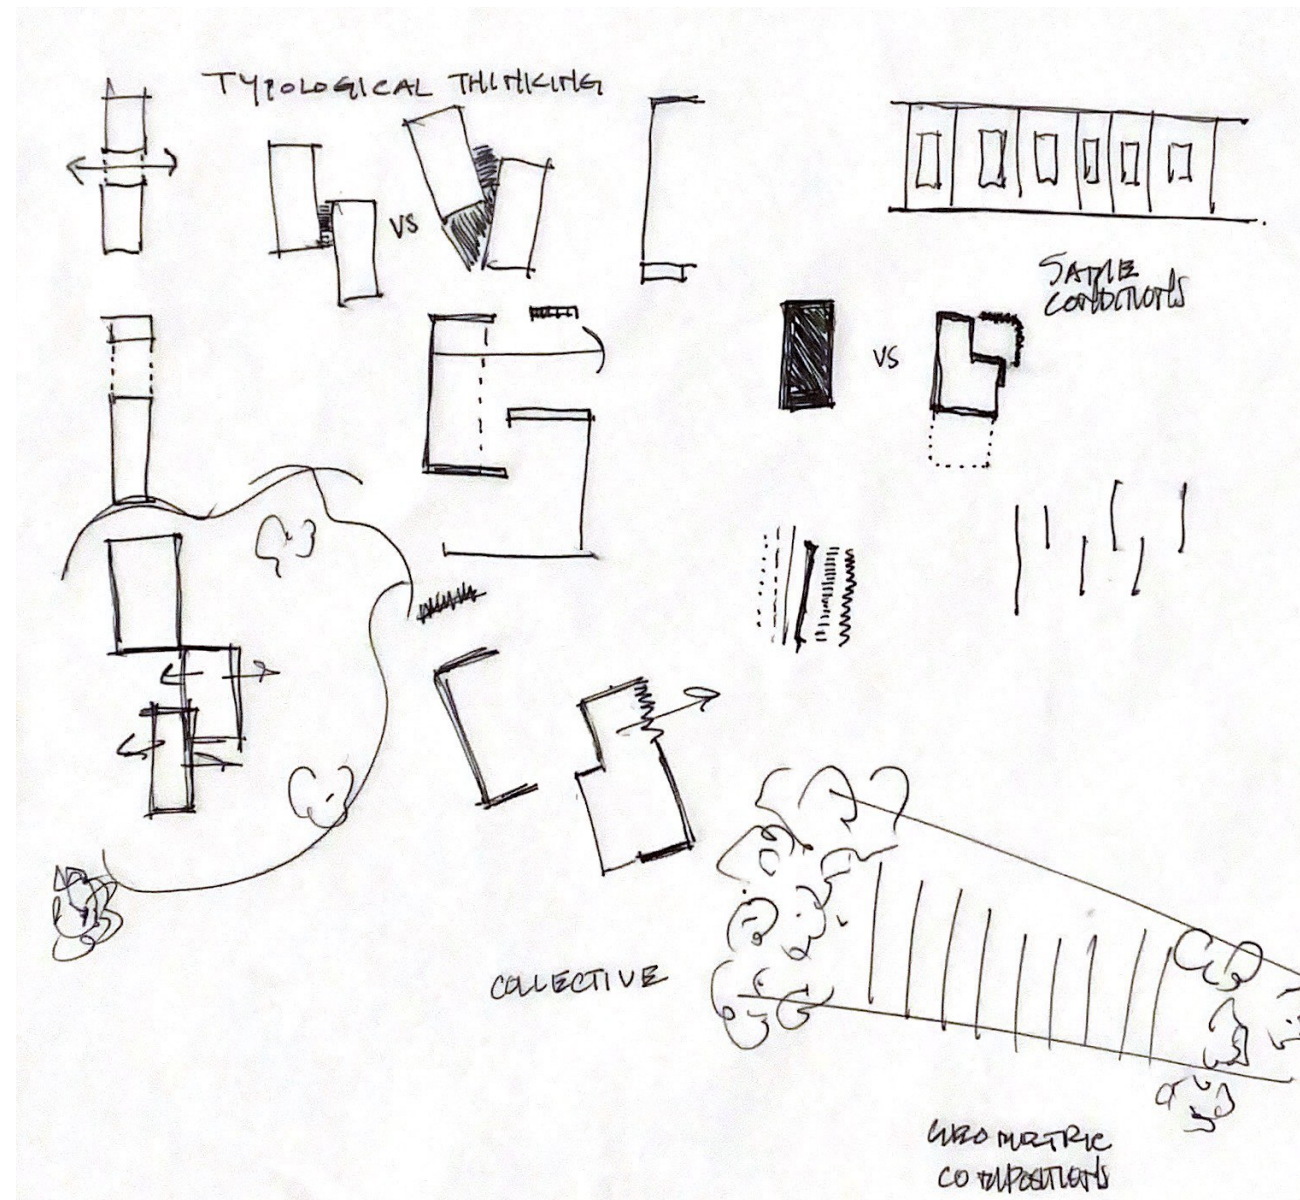 TYPOLOGICAL THINKING
VS
SAME
CONDITIONS
VS
COLLECTIVE
GEOMETRIC
COMPOSITIONS